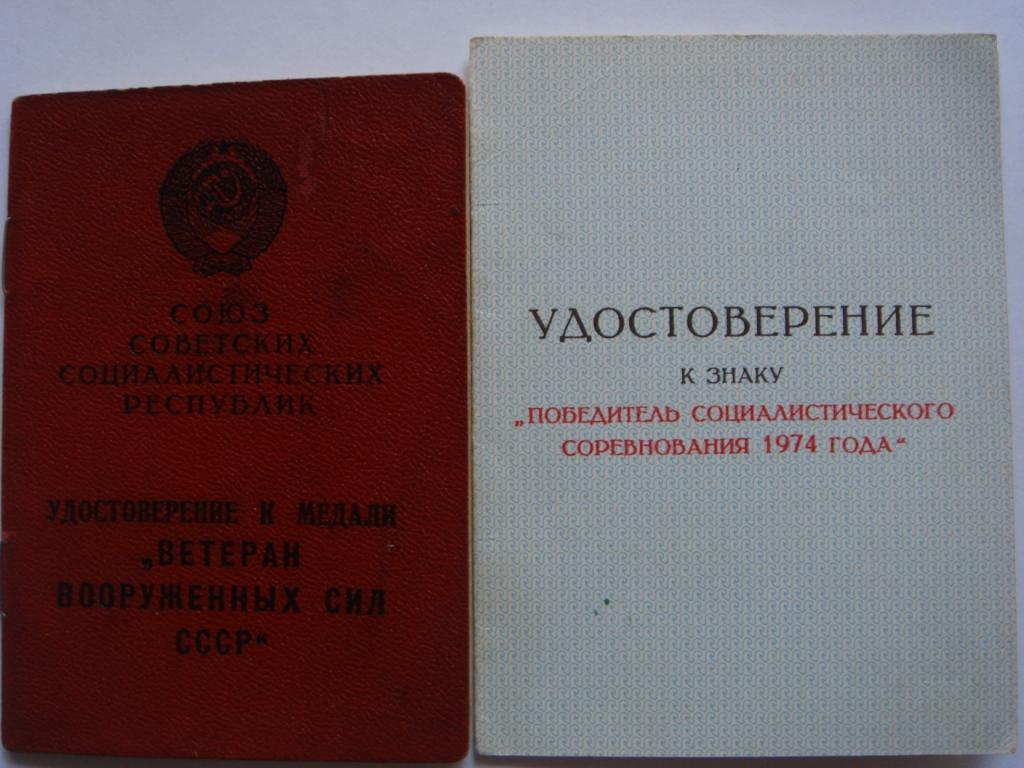 СОЮЗ
СОВЕТСКИХ
СОЦИАЛИСТИЧЕСКИХ
РЕСПУБЛИК
УДОСТОВЕРЕНИЕ К МЕДАЛИ
„ВЕТЕРАН
ВООРУЖЕННЫХ СИЛ
СССР“
УДОСТОВЕРЕНИЕ
К ЗНАКУ
„ПОБЕДИТЕЛЬ СОЦИАЛИСТИЧЕСКОГО
СОРЕВНОВАНИЯ 1974 ГОДА“